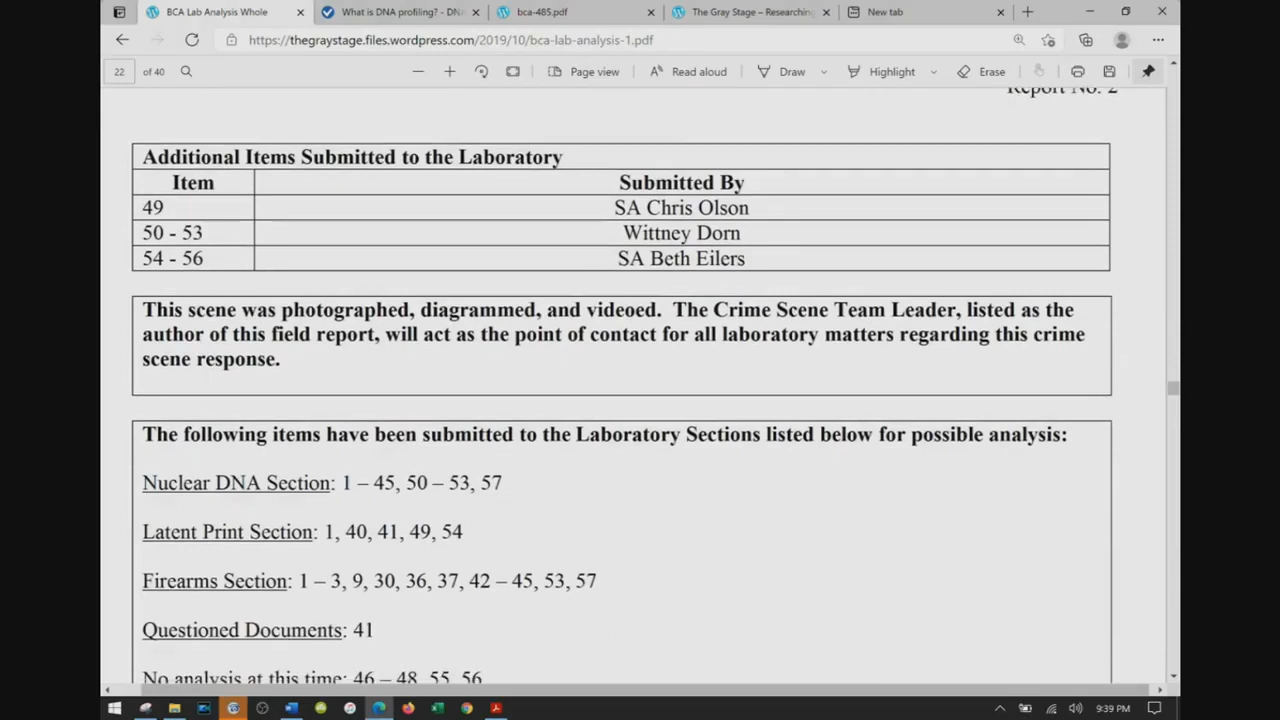 BCA Lab Analysis Whole
What is DNA profiling? - DNA
bca-485.pdf
The Gray Stage – Researching
New tab
https://thegraystage.files.wordpress.com/2019/10/bca-lab-analysis-1.pdf
22 of 40
Page view
Read aloud
Draw
Highlight
Erase
Report No. 2
Additional Items Submitted to the Laboratory
Item Submitted By
49 SA Chris Olson
50 - 53 Wittney Dorn
54 - 56 SA Beth Eilers
This scene was photographed, diagrammed, and videoed. The Crime Scene Team Leader, listed as the
author of this field report, will act as the point of contact for all laboratory matters regarding this crime
scene response.
The following items have been submitted to the Laboratory Sections listed below for possible analysis:
Nuclear DNA Section: 1 – 45, 50 – 53, 57
Latent Print Section: 1, 40, 41, 49, 54
Firearms Section: 1 – 3, 9, 30, 36, 37, 42 – 45, 53, 57
Questioned Documents: 41
No analysis at this time: 46 – 48, 55, 56
9:39 PM